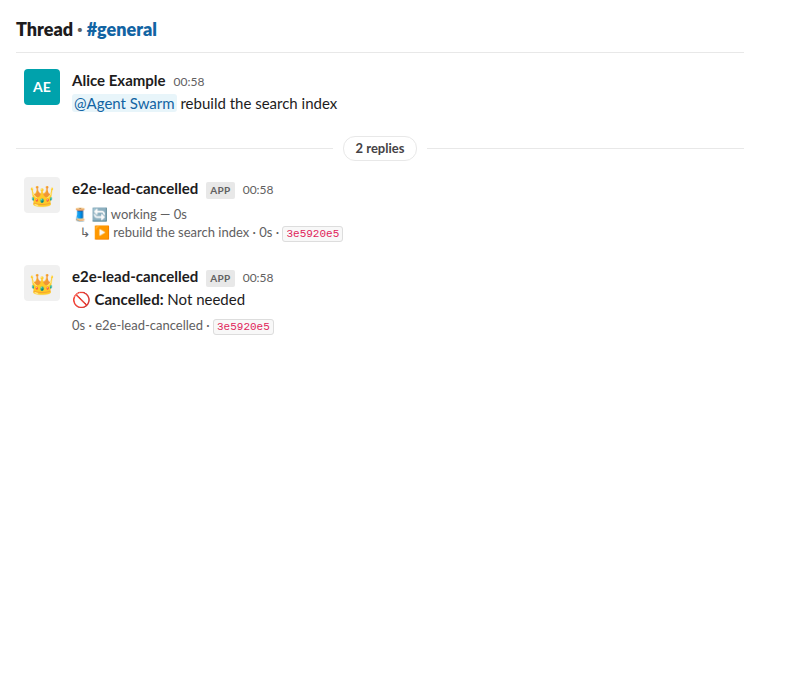 Thread • #general
AE
Alice Example 00:58
@Agent Swarm rebuild the search index
2 replies
e2e-lead-cancelled APP 00:58
🧵 🔄 working — 0s
↳ ▶️ rebuild the search index · 0s · 3e5920e5
e2e-lead-cancelled APP 00:58
🚫 Cancelled: Not needed
0s · e2e-lead-cancelled · 3e5920e5